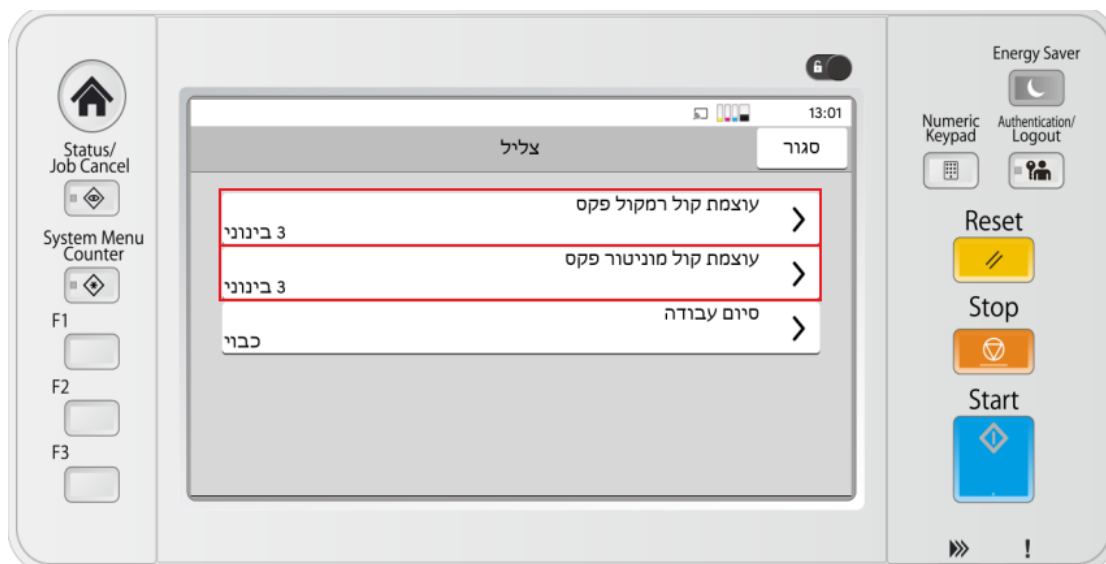 Energy Saver
Numeric
Keypad
Authentication/
Logout
Status/
Job Cancel
13:01
צליל
סגור
עוצמת קול רמקול פקס
3 בינוני
עוצמת קול מוניטור פקס
3 בינוני
סיום עבודה
כבוי
System Menu
Counter
F1
F2
F3
Reset
Stop
Start
!